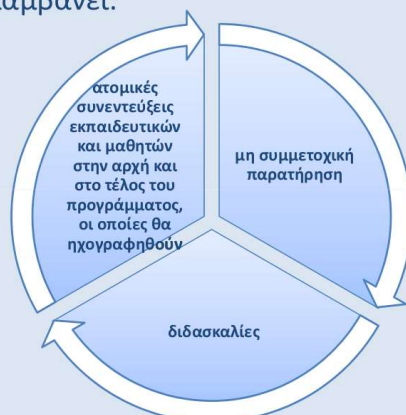 ατομικές
συνεντεύξεις
εκπαιδευτικών
και μαθητών
στην αρχή και
στο τέλος του
προγράμματος,
οι οποίες θα
ηχογραφηθούν
μη συμμετοχική
παρατήρηση
διδασκαλίες